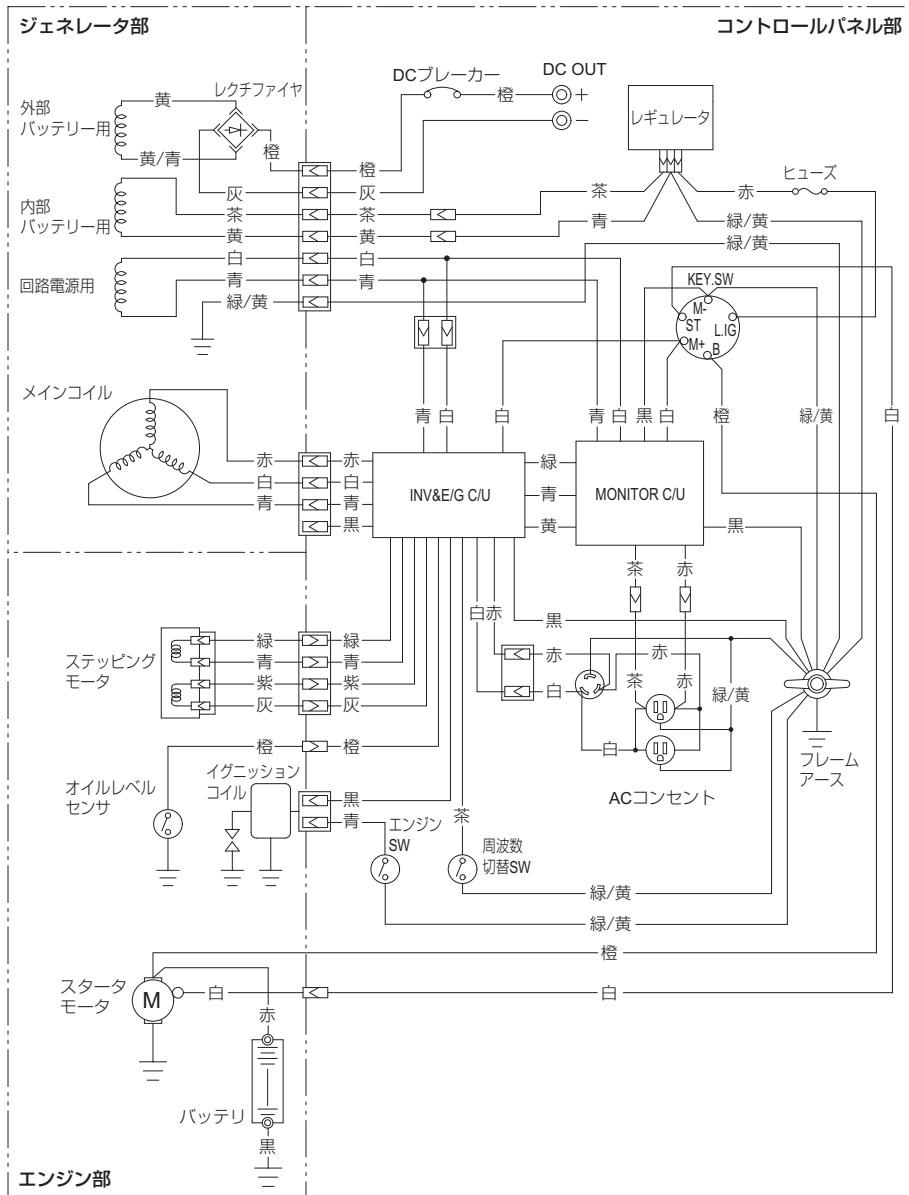 ジェネレータ部
コントロールパネル部
DCブレーカー
DC OUT
外部
バッテリー用
黄
レクチファイヤ
橙
+
−
レギュレータ
黄/青
橙
橙
ヒューズ
灰
灰
茶
赤
内部
バッテリー用
茶
茶
青
緑/黄
黄
黄
緑/黄
回路電源用
白
白
青
青
緑/黄
KEY.SW
M-
ST
L.IG
M+
B
メインコイル
青
白
白
青
白
黒
白
橙
緑/黄
白
赤
赤
白
白
青
青
黒
INV&E/G C/U
緑
青
黄
MONITOR C/U
黒
茶
赤
白
赤
黒
ステッピング
モータ
緑
緑
青
青
紫
紫
灰
灰
赤
白
赤
茶
赤
緑/黄
白
橙
橙
フレーム
アース
オイルレベル
センサ
イグニッション
コイル
ACコンセント
黒
青
エンジン
SW
茶
周波数
切替SW
緑/黄
緑/黄
橙
スタータ
モータ
M
白
白
赤
バッテリ
黒
エンジン部